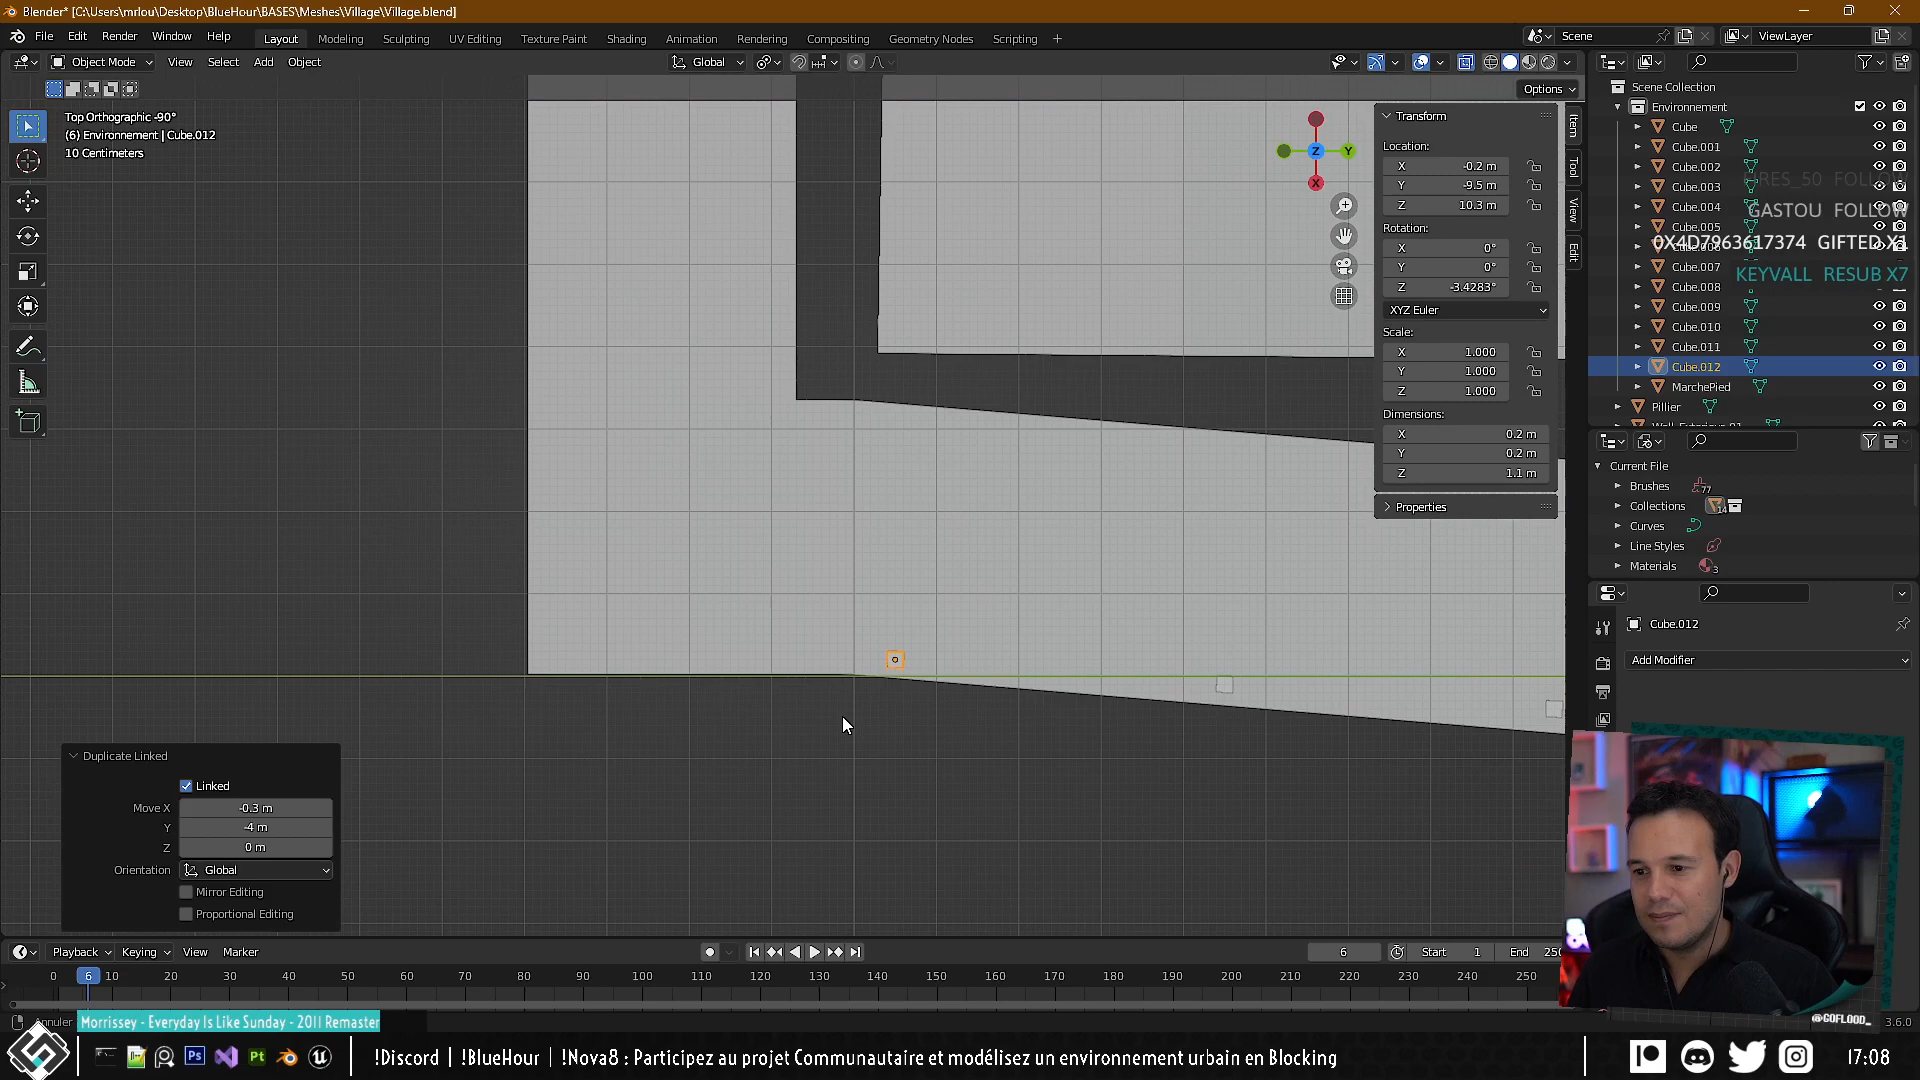 Blender* [C:\Users\mrlou\Desktop\BlueHour\BASES\Meshes\Village\Village.blend]
File Edit Render Window Help
Layout Modeling Sculpting UV Editing Texture Paint Shading Animation Rendering Compositing Geometry Nodes Scripting +
Scene ViewLayer
Object Mode View Select Add Object
Global
Options
Top Orthographic -90°
(6) Environnement | Cube.012
10 Centimeters
Z Y X
Transform
Location:
X -0.2 m
Y -9.5 m
Z 10.3 m
Rotation:
X 0°
Y 0°
Z -3.4283°
XYZ Euler
Scale:
X 1.000
Y 1.000
Z 1.000
Dimensions:
X 0.2 m
Y 0.2 m
Z 1.1 m
Properties
Item
Tool
View
Edit
Scene Collection
Environnement
Cube
Cube.001
Cube.002
Cube.003
Cube.004
Cube.005
Cube.007
Cube.008
Cube.009
Cube.010
Cube.011
Cube.012
MarchePied
Pillier
GASTOU FOLLOW
0X4D7963617374 GIFTED X1
KEYVALL RESUB X7
Current File
Brushes 77
Collections 14
Curves
Line Styles
Materials 3
Cube.012
Add Modifier
Duplicate Linked
Linked
Move X -0.3 m
Y -4 m
Z 0 m
Orientation Global
Mirror Editing
Proportional Editing
Playback Keying View Marker
6 Start 1 End 250
0 6 10 20 30 40 50 60 70 80 90 100 110 120 130 140 150 160 170 180 190 200 210 220 230 240 250
Annuler
Morrissey - Everyday Is Like Sunday - 2011 Remaster
@GOFLOOD_
3.6.0
Ps Pt
!Discord | !BlueHour | !Nova8 : Participez au projet Communautaire et modélisez un environnement urbain en Blocking
17:08